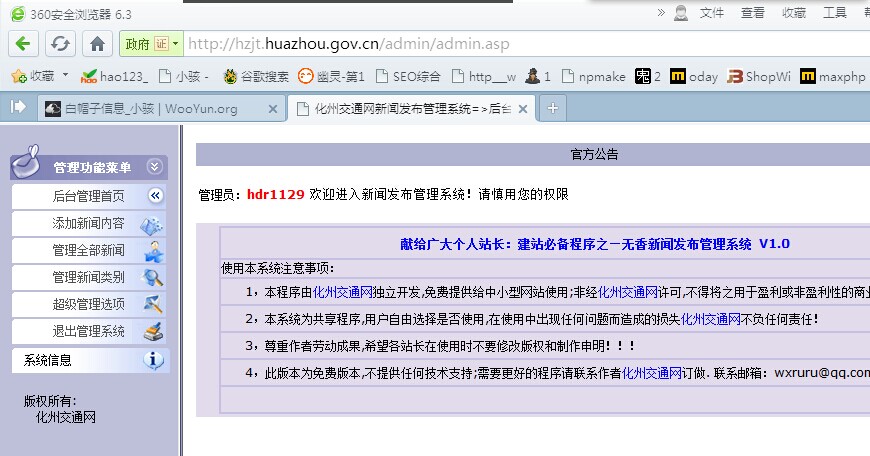 360安全浏览器 6.3
文件 查看 收藏 工具
政府 证 http://hzjt.huazhou.gov.cn/admin/admin.asp
收藏 hao123_ 小骇 - 谷歌搜索 幽灵-第1 SEO综合 http___w 1 npmake 2 oday ShopWi maxphp
白帽子信息_小骇 | WooYun.org 化州交通网新闻发布管理系统=>后台
官方公告
管理功能菜单
后台管理首页
添加新闻内容
管理全部新闻
管理新闻类别
超级管理选项
退出管理系统
系统信息
版权所有:
化州交通网
管理员：hdr1129 欢迎进入新闻发布管理系统！请慎用您的权限
献给广大个人站长：建站必备程序之一无香新闻发布管理系统 V1.0
使用本系统注意事项：
1，本程序由化州交通网独立开发,免费提供给中小型网站使用;非经化州交通网许可,不得将之用于盈利或非盈利性的商
2，本系统为共享程序,用户自由选择是否使用,在使用中出现任何问题而造成的损失化州交通网不负任何责任！
3，尊重作者劳动成果,希望各站长在使用时不要修改版权和制作申明！！！
4，此版本为免费版本,不提供任何技术支持;需要更好的程序请联系作者化州交通网订做.联系邮箱：wxruru@qq.com